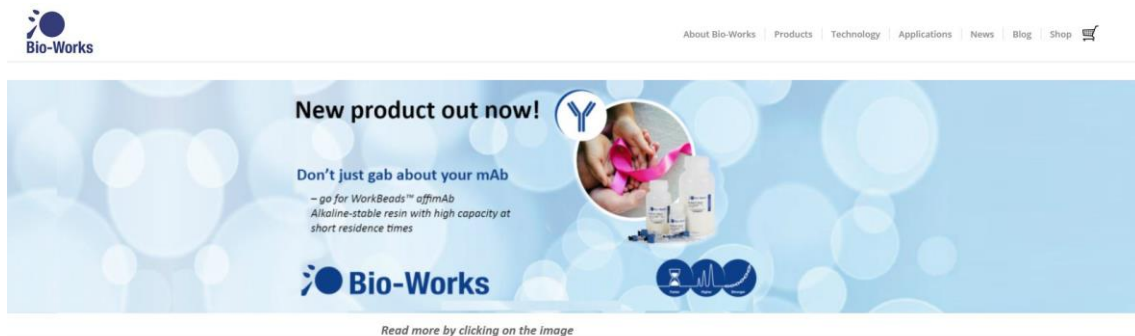 Bio-Works
About Bio-Works Products Technology Applications News Blog Shop
New product out now!
Don't just gab about your mAb
– go for WorkBeads™ affimAb
Alkaline-stable resin with high capacity at
short residence times
Bio-Works
Read more by clicking on the image